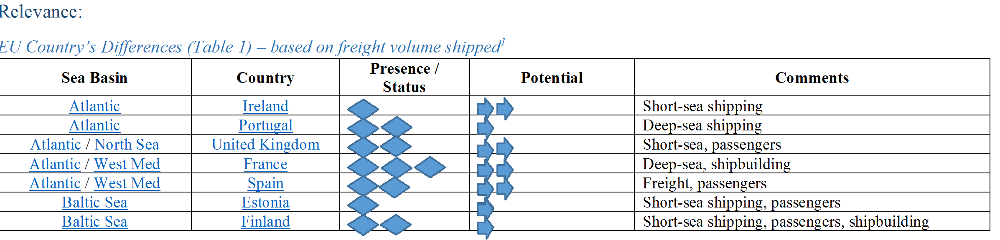 Relevance:
EU Country’s Differences (Table 1) – based on freight volume shipped1
Sea Basin Country Presence / Status Potential Comments
Atlantic Ireland Short-sea shipping
Atlantic Portugal Deep-sea shipping
Atlantic / North Sea United Kingdom Short-sea, passengers
Atlantic / West Med France Deep-sea, shipbuilding
Atlantic / West Med Spain Freight, passengers
Baltic Sea Estonia Short-sea shipping, passengers
Baltic Sea Finland Short-sea shipping, passengers, shipbuilding